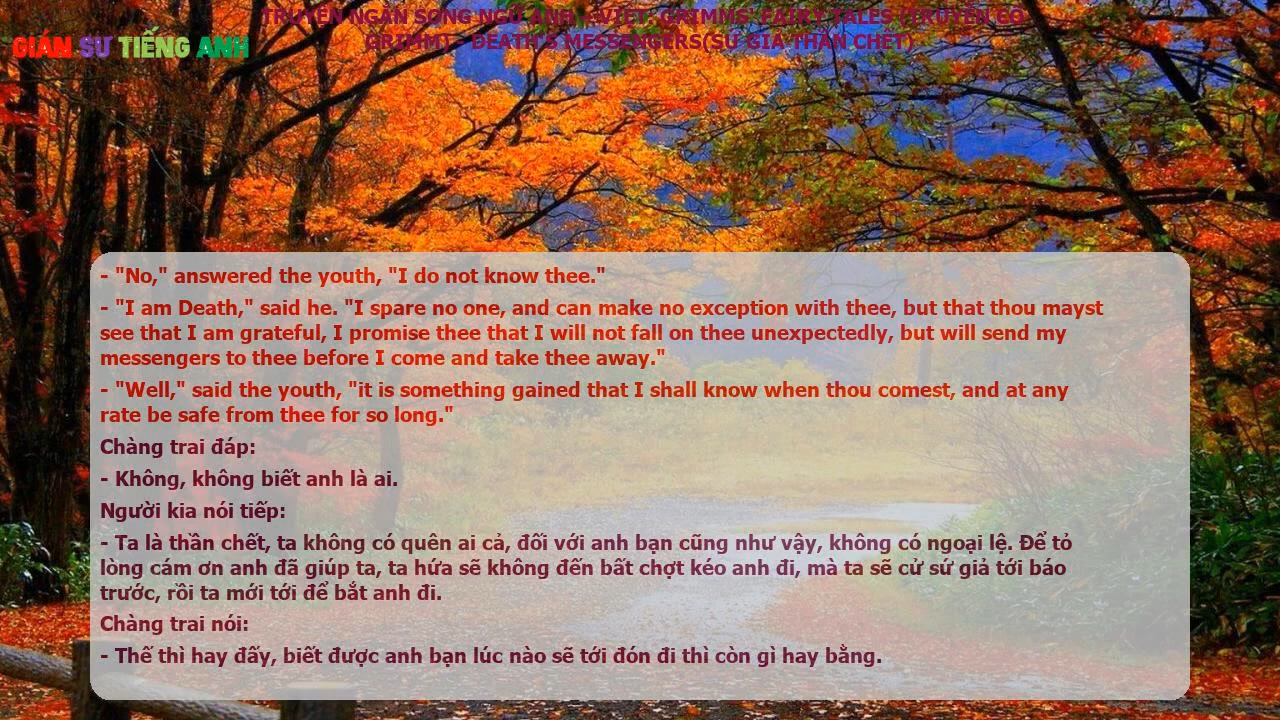 TRUYỆN NGẮN SONG NGỮ ANH - VIỆT: GRIMMS' FAIRY TALES (TRUYỆN CỔ
GRIMM) - DEATH'S MESSENGERS(SỨ GIẢ THẦN CHẾT)
GIÁN SƯ TIẾNG ANH
- "No," answered the youth, "I do not know thee."
- "I am Death," said he. "I spare no one, and can make no exception with thee, but that thou mayst
see that I am grateful, I promise thee that I will not fall on thee unexpectedly, but will send my
messengers to thee before I come and take thee away."
- "Well," said the youth, "it is something gained that I shall know when thou comest, and at any
rate be safe from thee for so long."
Chàng trai đáp:
- Không, không biết anh là ai.
Người kia nói tiếp:
- Ta là thần chết, ta không có quên ai cả, đối với anh bạn cũng như vậy, không có ngoại lệ. Để tỏ
lòng cám ơn anh đã giúp ta, ta hứa sẽ không đến bất chợt kéo anh đi, mà ta sẽ cử sứ giả tới báo
trước, rồi ta mới tới để bắt anh đi.
Chàng trai nói:
- Thế thì hay đấy, biết được anh bạn lúc nào sẽ tới đón đi thì còn gì hay bằng.